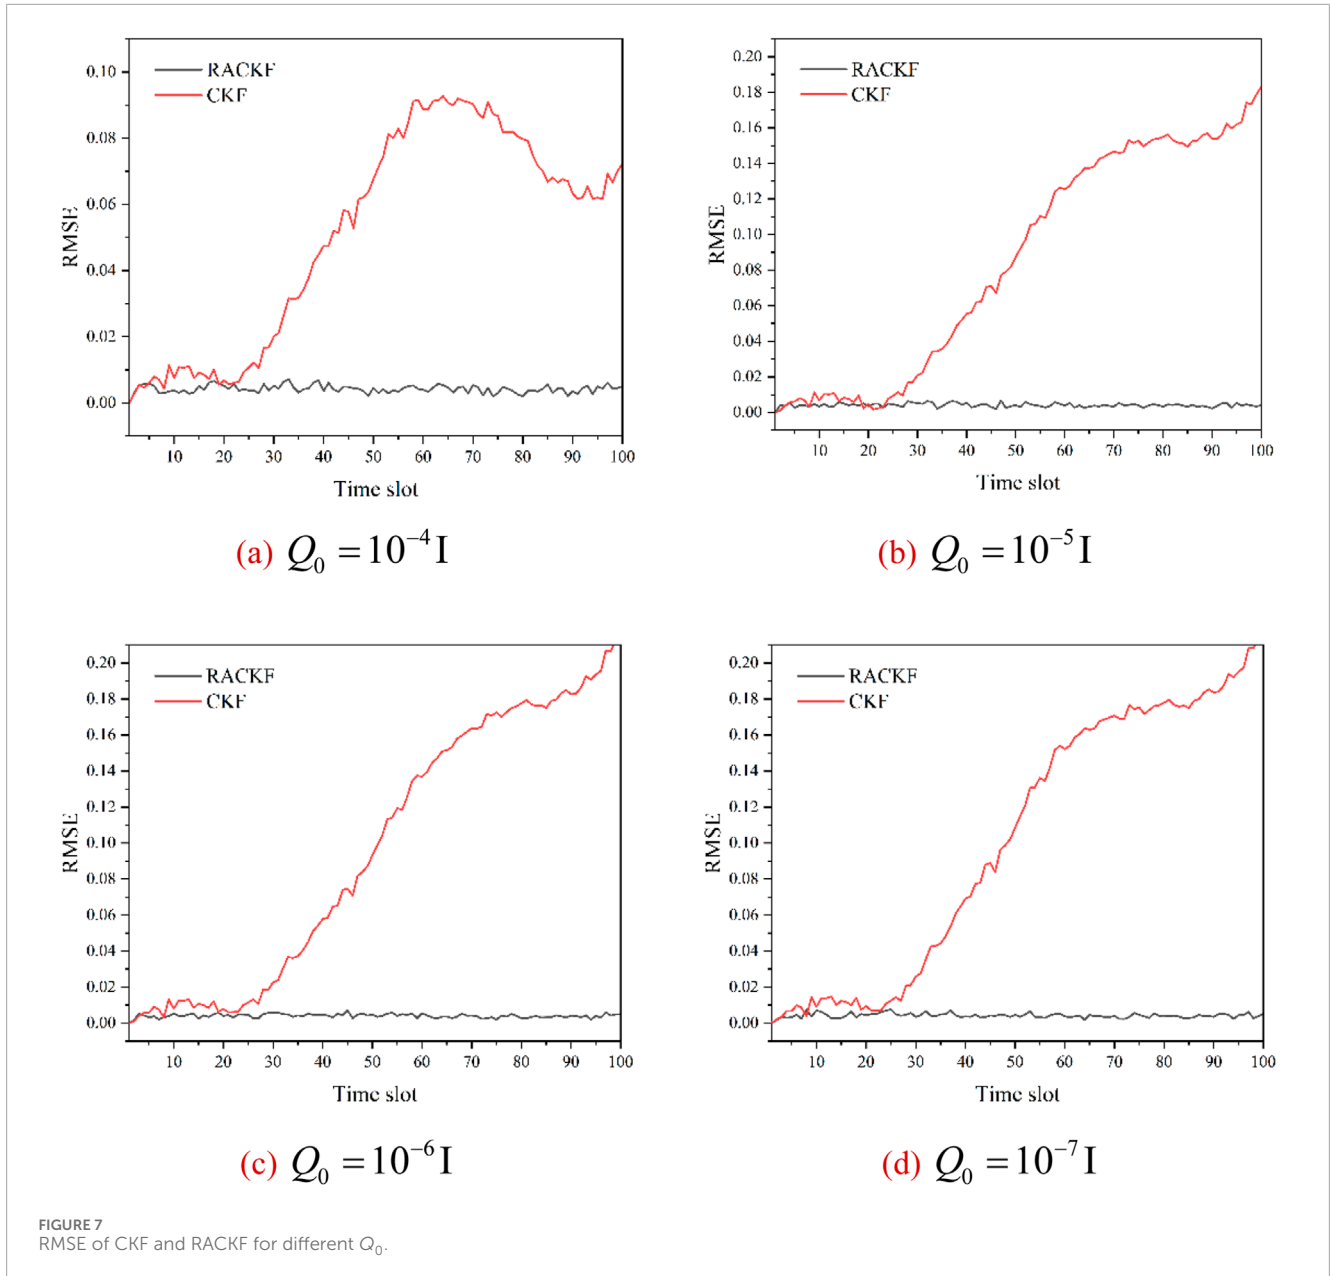 RACKF
CKF
0.10
0.08
0.06
0.04
0.02
0.00
RMSE
10 20 30 40 50 60 70 80 90 100
Time slot
(a) Q₀ = 10⁻⁴ I
RACKF
CKF
0.20
0.18
0.16
0.14
0.12
0.10
0.08
0.06
0.04
0.02
0.00
RMSE
10 20 30 40 50 60 70 80 90 100
Time slot
(b) Q₀ = 10⁻⁵ I
RACKF
CKF
0.20
0.18
0.16
0.14
0.12
0.10
0.08
0.06
0.04
0.02
0.00
RMSE
10 20 30 40 50 60 70 80 90 100
Time slot
(c) Q₀ = 10⁻⁶ I
RACKF
CKF
0.20
0.18
0.16
0.14
0.12
0.10
0.08
0.06
0.04
0.02
0.00
RMSE
10 20 30 40 50 60 70 80 90 100
Time slot
(d) Q₀ = 10⁻⁷ I
FIGURE 7
RMSE of CKF and RACKF for different Q₀.